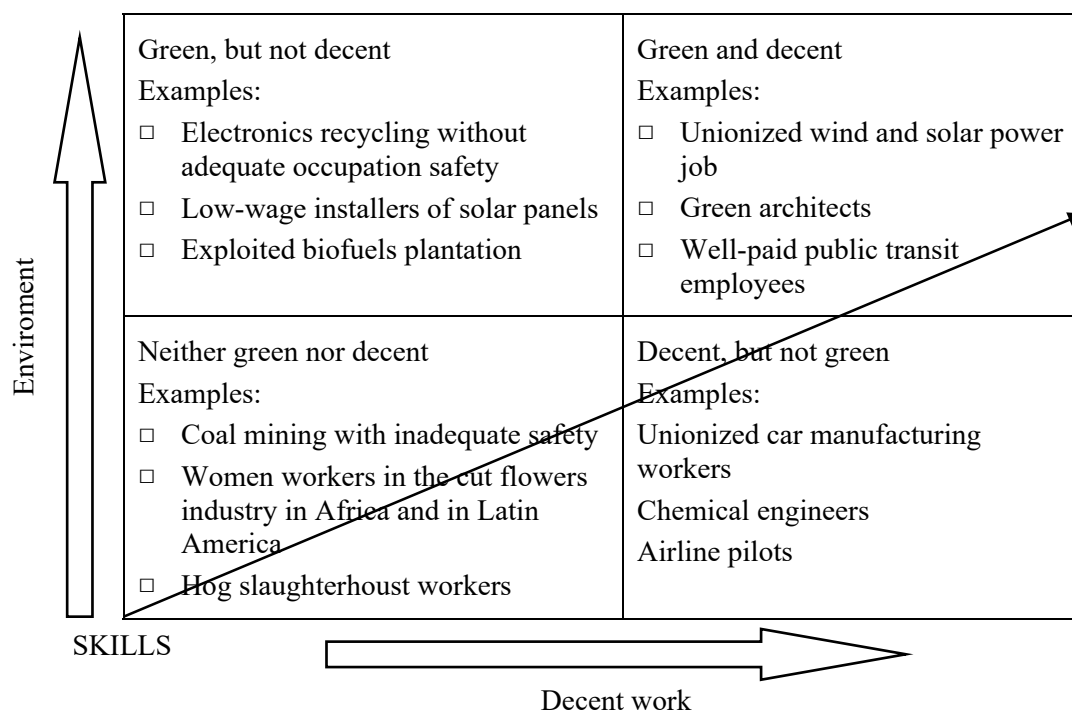 Green, but not decent
Examples:
□ Electronics recycling without
adequate occupation safety
□ Low-wage installers of solar panels
□ Exploited biofuels plantation
Green and decent
Examples:
□ Unionized wind and solar power
job
□ Green architects
□ Well-paid public transit
employees
Enviroment
Neither green nor decent
Examples:
□ Coal mining with inadequate safety
□ Women workers in the cut flowers
industry in Africa and in Latin
America
□ Hog slaughterhoust workers
Decent, but not green
Examples:
Unionized car manufacturing
workers
Chemical engineers
Airline pilots
SKILLS
Decent work